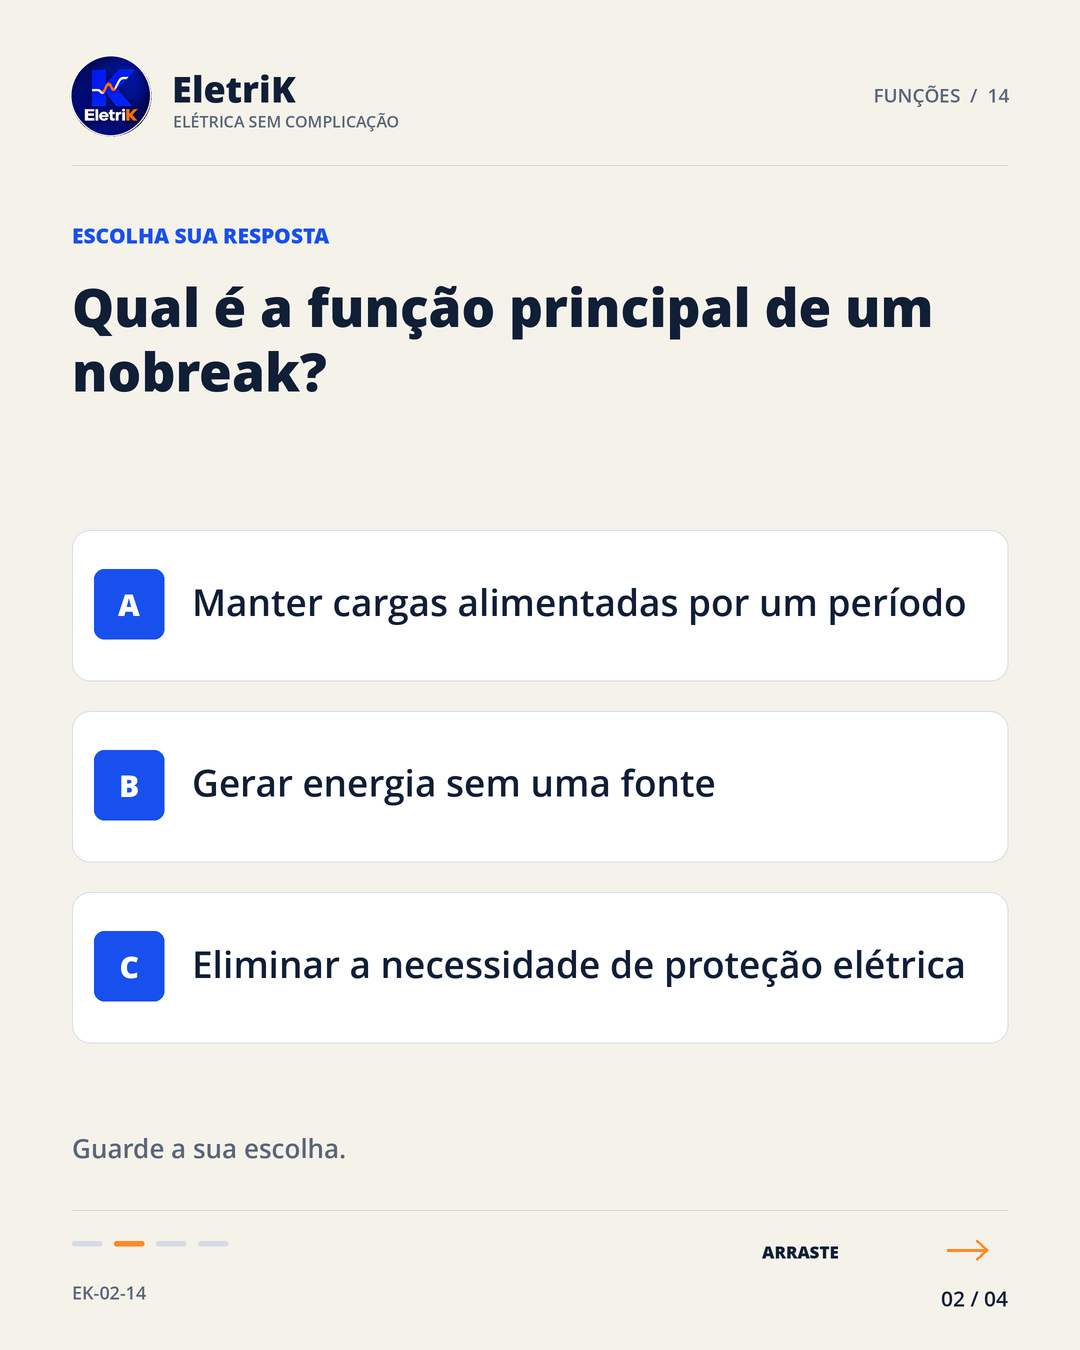 EletriK
EletriK
ELÉTRICA SEM COMPLICAÇÃO
FUNÇÕES / 14
ESCOLHA SUA RESPOSTA
Qual é a função principal de um
nobreak?
A Manter cargas alimentadas por um período
B Gerar energia sem uma fonte
C Eliminar a necessidade de proteção elétrica
Guarde a sua escolha.
ARRASTE
EK-02-14
02 / 04